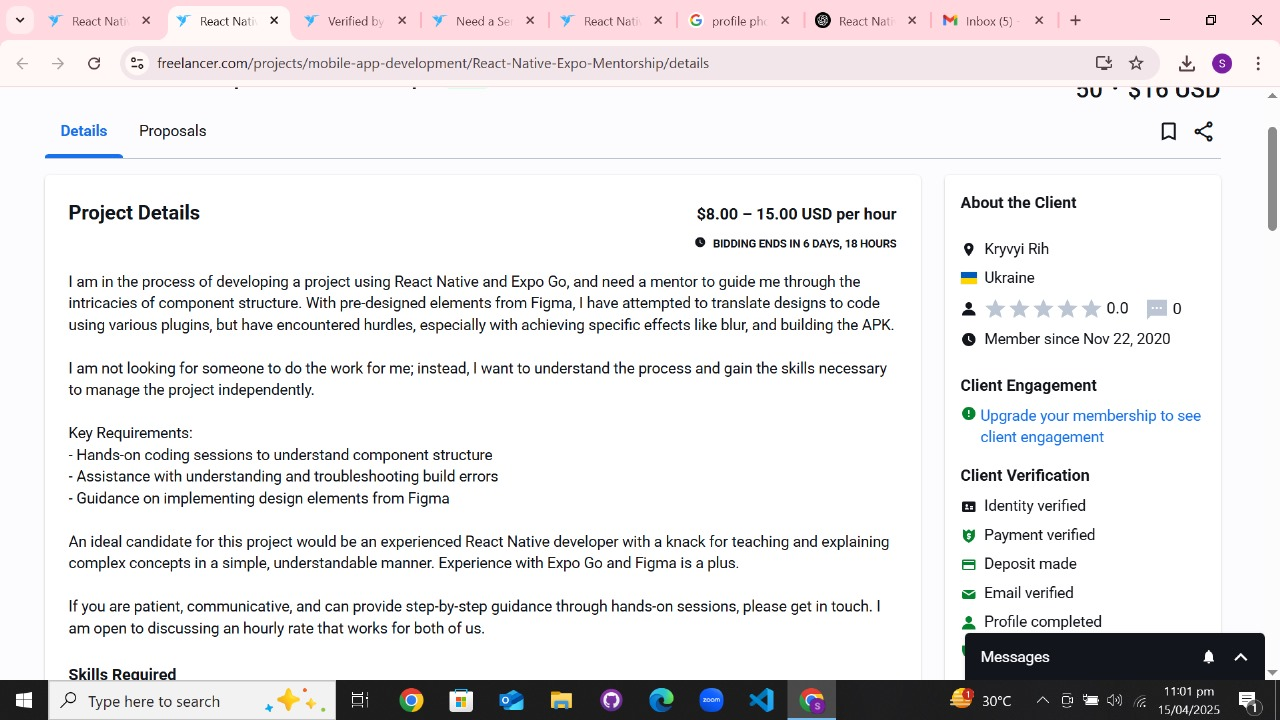 React Nativ
React Nativ
Verified by
Need a Ser
React Nativ
profile pho
React Nati
Inbox (5) -
freelancer.com/projects/mobile-app-development/React-Native-Expo-Mentorship/details
S
50 · $16 USD
Details
Proposals
Project Details
$8.00 – 15.00 USD per hour
BIDDING ENDS IN 6 DAYS, 18 HOURS
I am in the process of developing a project using React Native and Expo Go, and need a mentor to guide me through the
intricacies of component structure. With pre-designed elements from Figma, I have attempted to translate designs to code
using various plugins, but have encountered hurdles, especially with achieving specific effects like blur, and building the APK.
I am not looking for someone to do the work for me; instead, I want to understand the process and gain the skills necessary
to manage the project independently.
Key Requirements:
- Hands-on coding sessions to understand component structure
- Assistance with understanding and troubleshooting build errors
- Guidance on implementing design elements from Figma
An ideal candidate for this project would be an experienced React Native developer with a knack for teaching and explaining
complex concepts in a simple, understandable manner. Experience with Expo Go and Figma is a plus.
If you are patient, communicative, and can provide step-by-step guidance through hands-on sessions, please get in touch. I
am open to discussing an hourly rate that works for both of us.
Skills Required
About the Client
Kryvyi Rih
Ukraine
0.0
0
Member since Nov 22, 2020
Client Engagement
Upgrade your membership to see
client engagement
Client Verification
Identity verified
Payment verified
Deposit made
Email verified
Profile completed
Messages
Type here to search
zoom
S
1
30°C
11:01 pm
15/04/2025
1